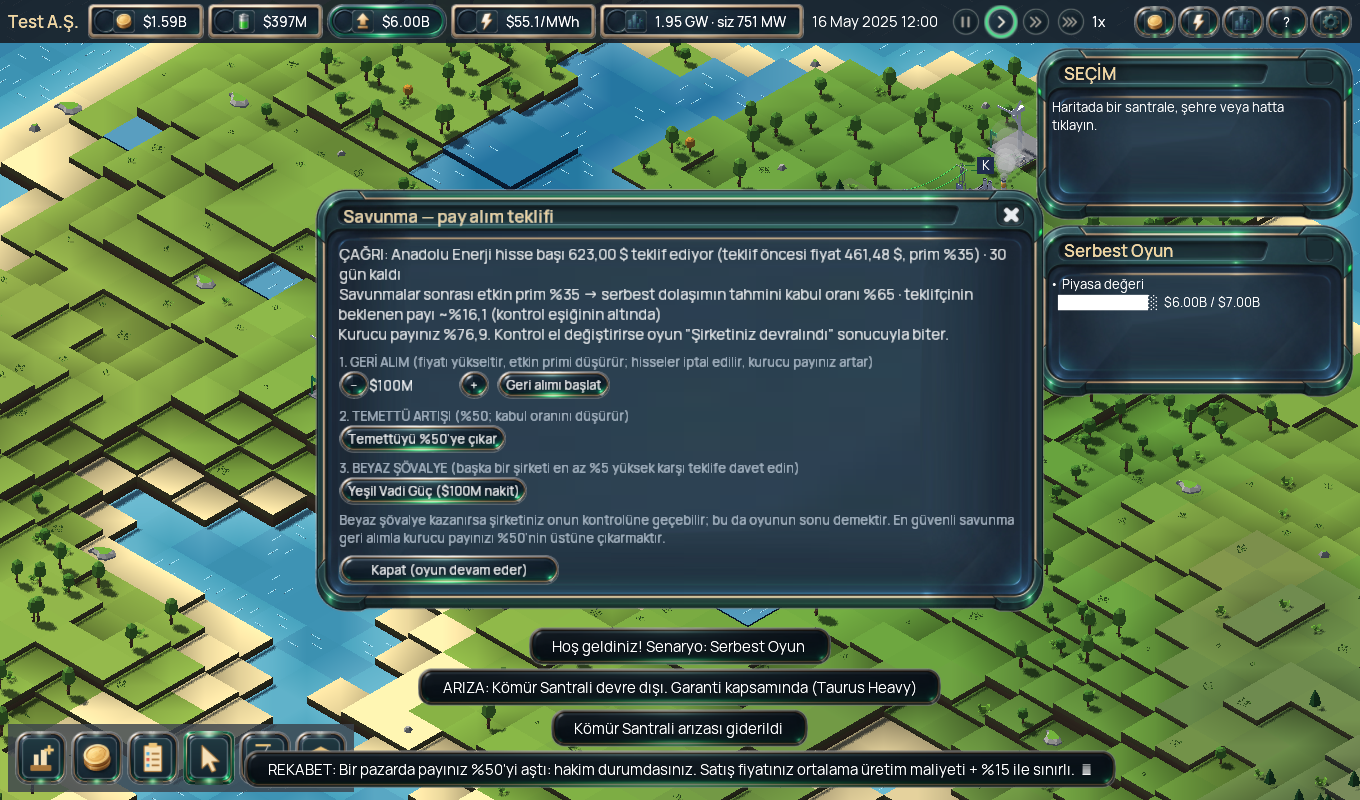 Test A.Ş.
$1.59B
$397M
$6.00B
$55.1/MWh
1.95 GW · siz 751 MW
16 May 2025 12:00
1x
?
SEÇİM
Haritada bir santrale, şehre veya hatta
tıklayın.
K
Serbest Oyun
• Piyasa değeri
$6.00B / $7.00B
Savunma — pay alım teklifi
ÇAĞRI: Anadolu Enerji hisse başı 623,00 $ teklif ediyor (teklif öncesi fiyat 461,48 $, prim %35) · 30
gün kaldı
Savunmalar sonrası etkin prim %35 → serbest dolaşımın tahmini kabul oranı %65 · teklifçinin
beklenen payı ~%16,1 (kontrol eşiğinin altında)
Kurucu payınız %76,9. Kontrol el değiştirirse oyun "Şirketiniz devralındı" sonucuyla biter.
1. GERİ ALIM (fiyatı yükseltir, etkin primi düşürür; hisseler iptal edilir, kurucu payınız artar)
− $100M + Geri alımı başlat
2. TEMETTÜ ARTIŞI (%50; kabul oranını düşürür)
Temettüyü %50'ye çıkar
3. BEYAZ ŞÖVALYE (başka bir şirketi en az %5 yüksek karşı teklife davet edin)
Yeşil Vadi Güç ($100M nakit)
Beyaz şövalye kazanırsa şirketiniz onun kontrolüne geçebilir; bu da oyunun sonu demektir. En güvenli savunma
geri alımla kurucu payınızı %50'nin üstüne çıkarmaktır.
Kapat (oyun devam eder)
Hoş geldiniz! Senaryo: Serbest Oyun
ARIZA: Kömür Santrali devre dışı. Garanti kapsamında (Taurus Heavy)
Kömür Santrali arızası giderildi
REKABET: Bir pazarda payınız %50'yi aştı: hakim durumdasınız. Satış fiyatınız ortalama üretim maliyeti + %15 ile sınırlı.